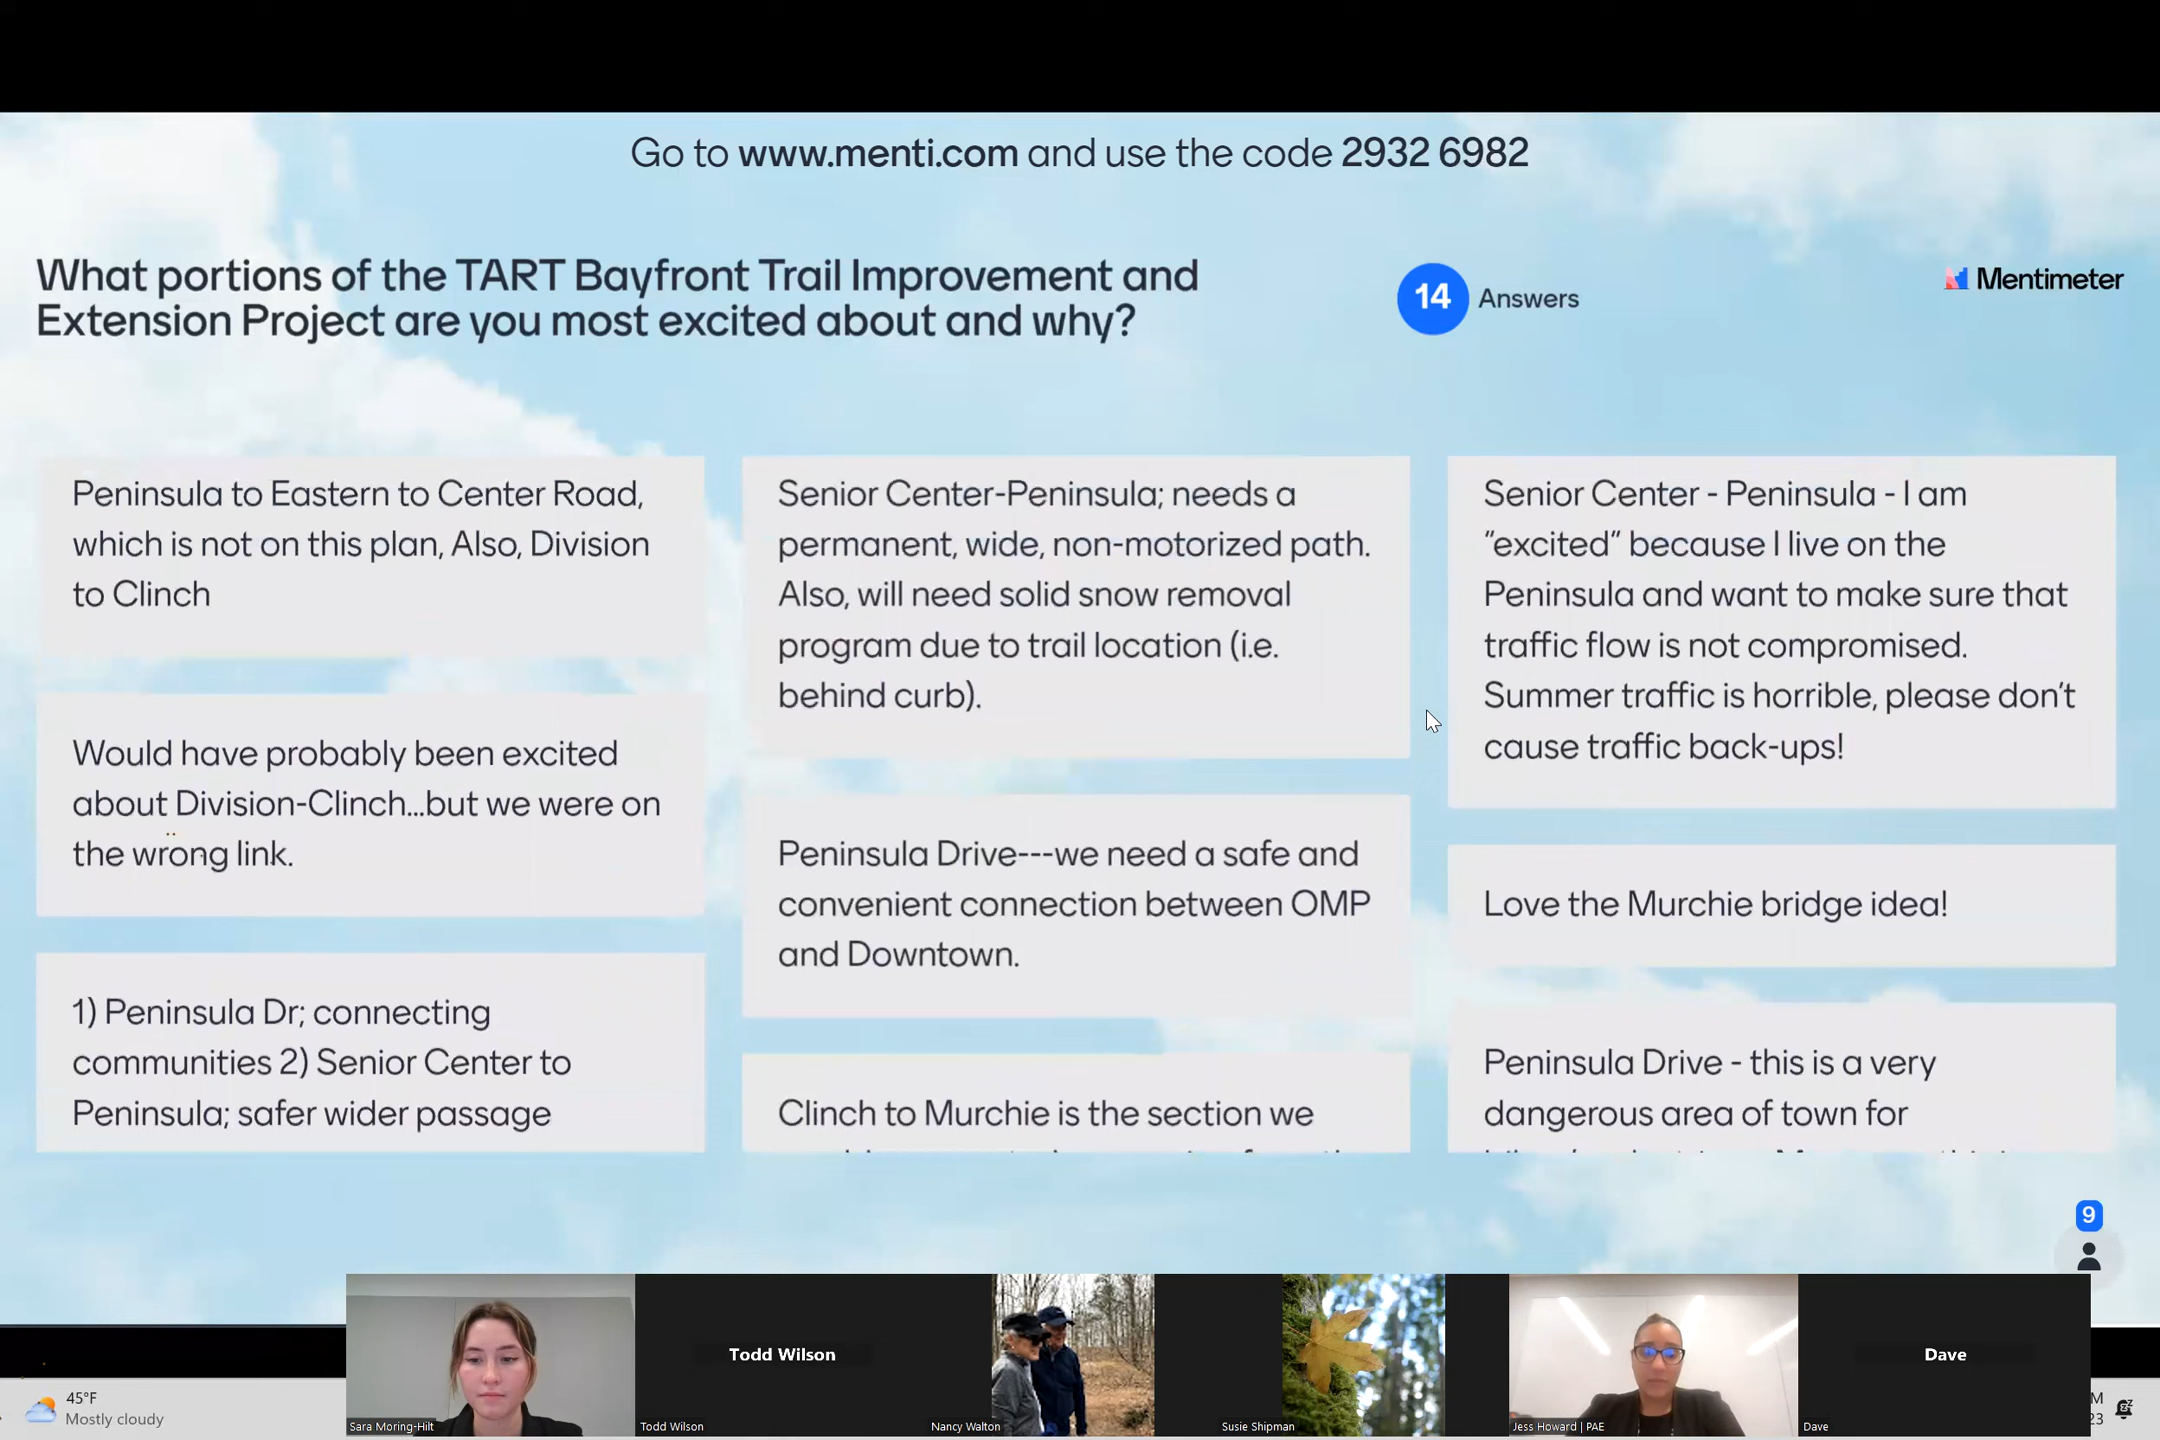 Go to www.menti.com and use the code 2932 6982
What portions of the TART Bayfront Trail Improvement and
Extension Project are you most excited about and why?
14 Answers
Mentimeter
Peninsula to Eastern to Center Road,
which is not on this plan, Also, Division
to Clinch
Would have probably been excited
about Division-Clinch...but we were on
the wrong link.
1) Peninsula Dr; connecting
communities 2) Senior Center to
Peninsula; safer wider passage
Senior Center-Peninsula; needs a
permanent, wide, non-motorized path.
Also, will need solid snow removal
program due to trail location (i.e.
behind curb).
Peninsula Drive---we need a safe and
convenient connection between OMP
and Downtown.
Clinch to Murchie is the section we
Senior Center - Peninsula - I am
"excited" because I live on the
Peninsula and want to make sure that
traffic flow is not compromised.
Summer traffic is horrible, please don't
cause traffic back-ups!
Love the Murchie bridge idea!
Peninsula Drive - this is a very
dangerous area of town for
9
Todd Wilson
Dave
Sara Moring-Hilt
Todd Wilson
Nancy Walton
Susie Shipman
Jess Howard | PAE
Dave
45°F
Mostly cloudy
M
23